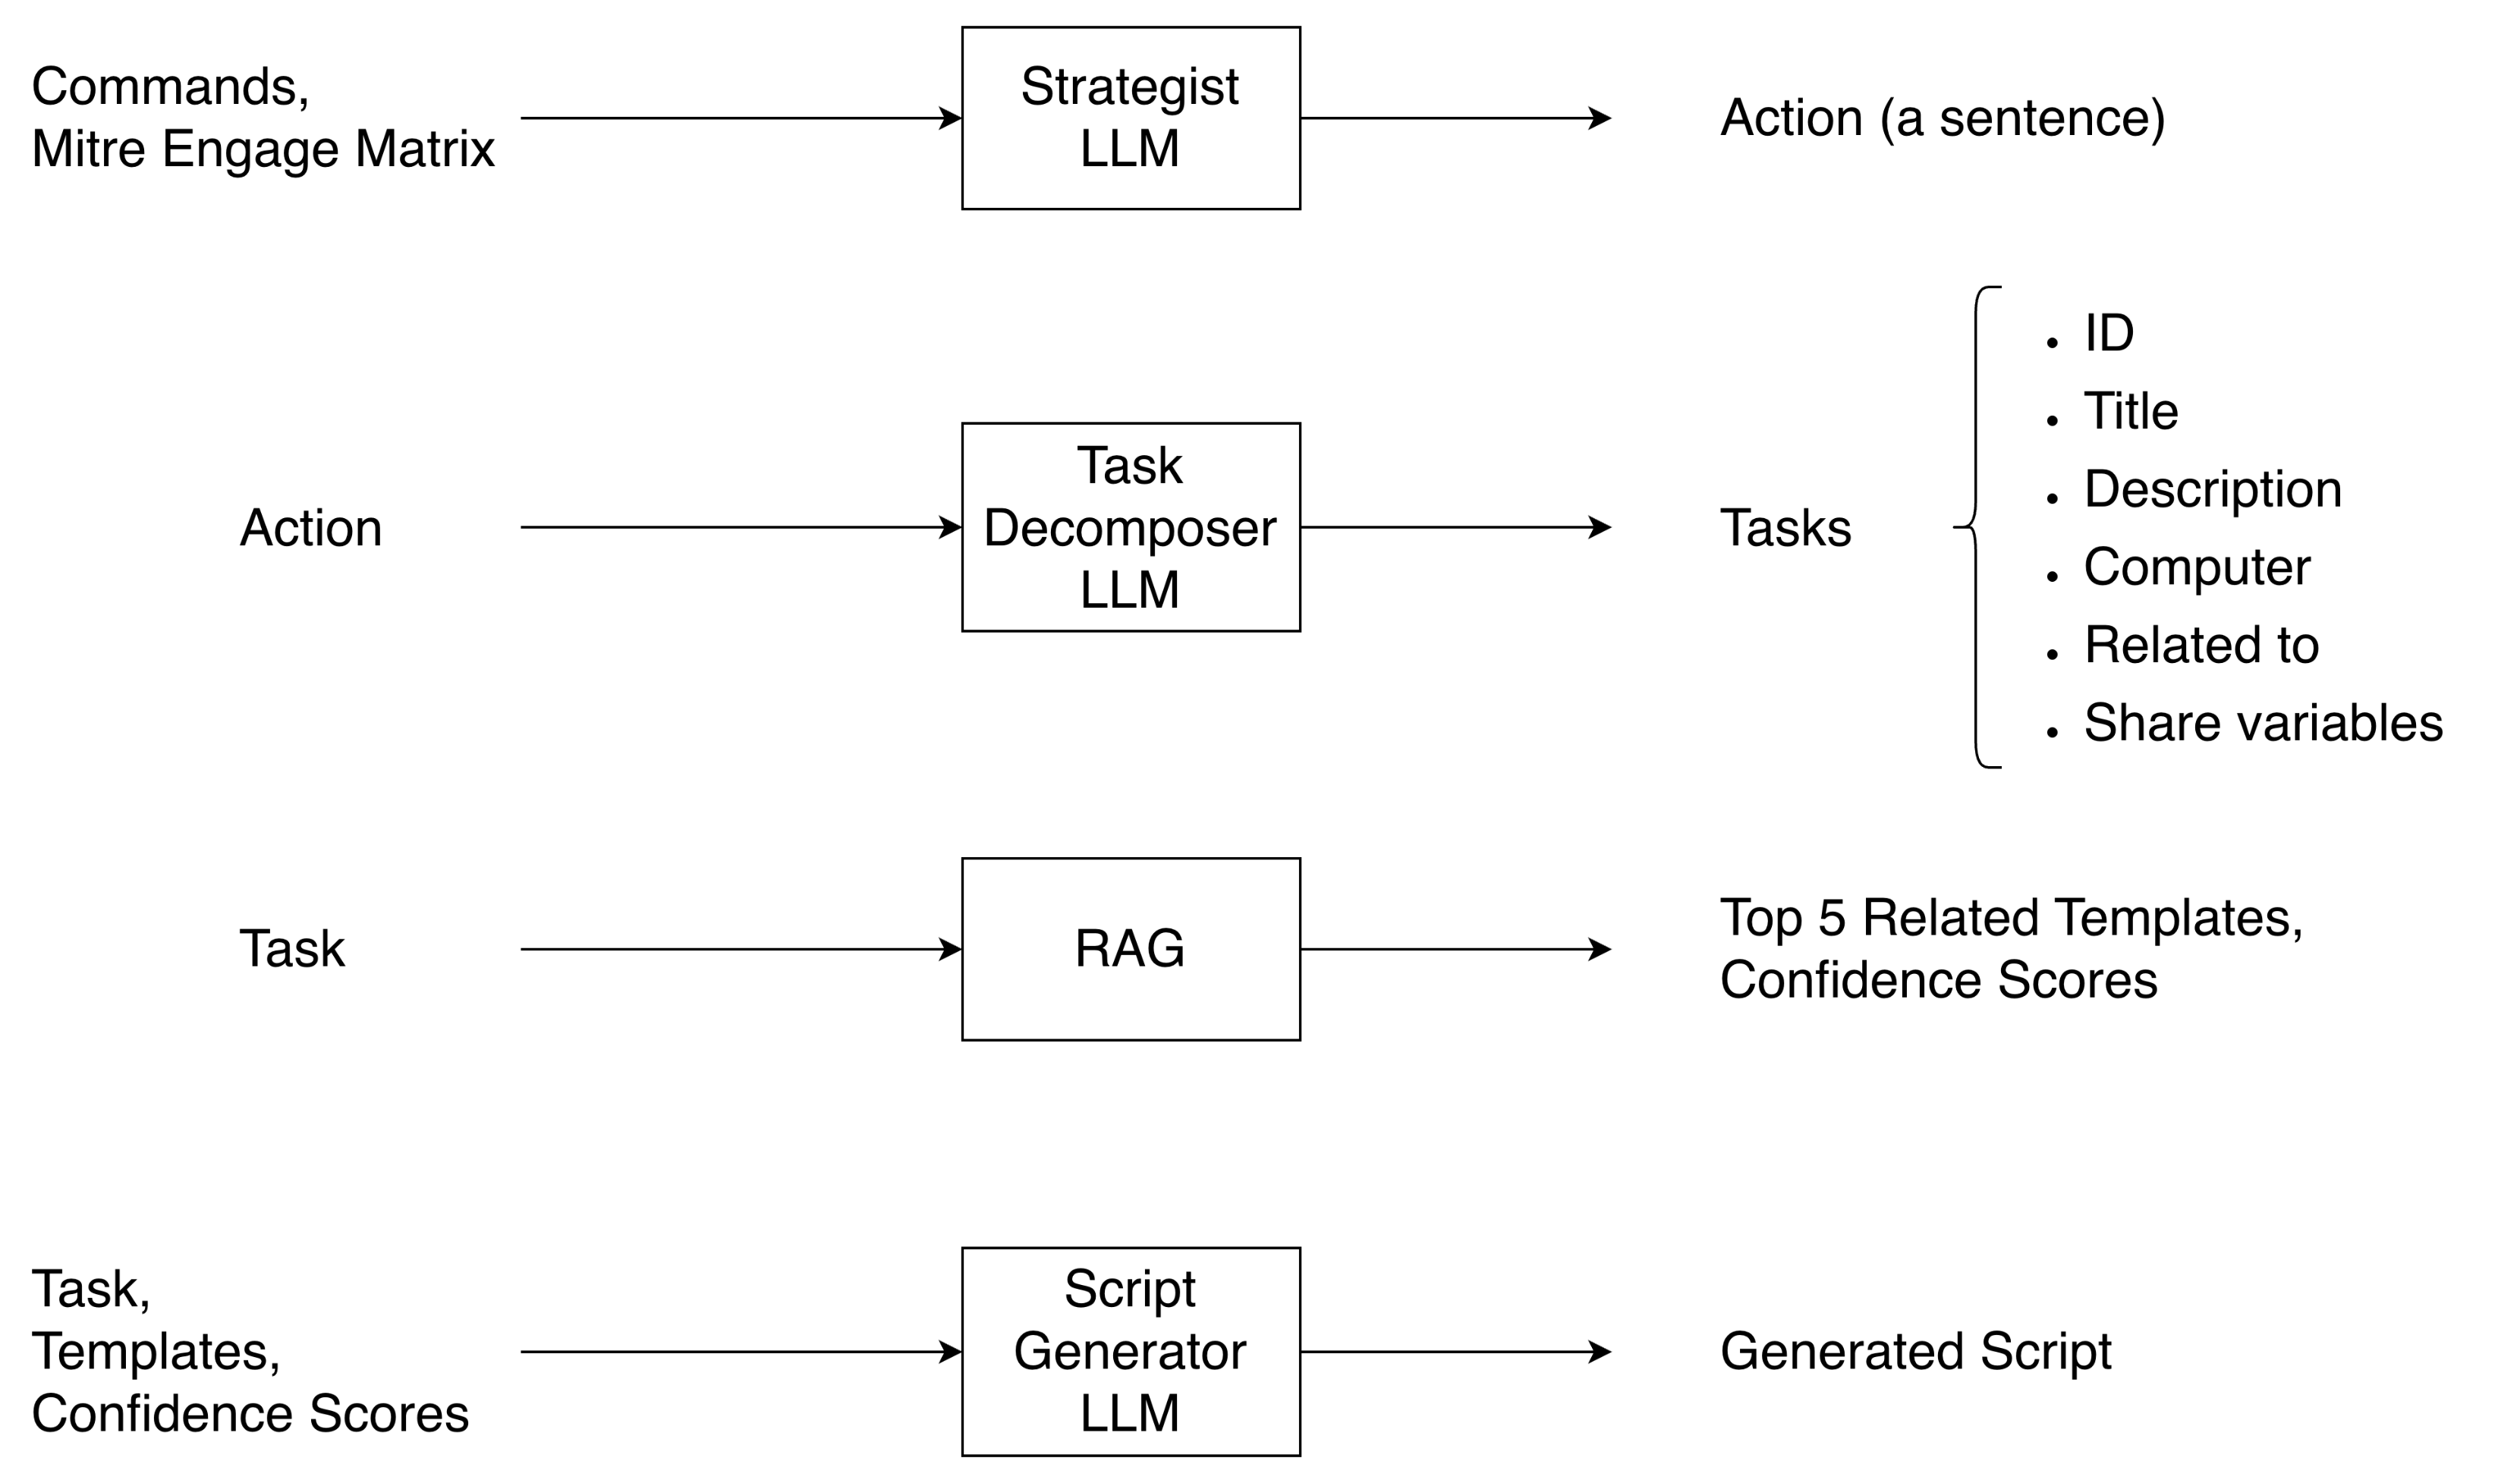 Commands,
Mitre Engage Matrix
Strategist
LLM
Action (a sentence)
Action
Task
Decomposer
LLM
Tasks
• ID
• Title
• Description
• Computer
• Related to
• Share variables
Task
RAG
Top 5 Related Templates,
Confidence Scores
Task,
Templates,
Confidence Scores
Script
Generator
LLM
Generated Script